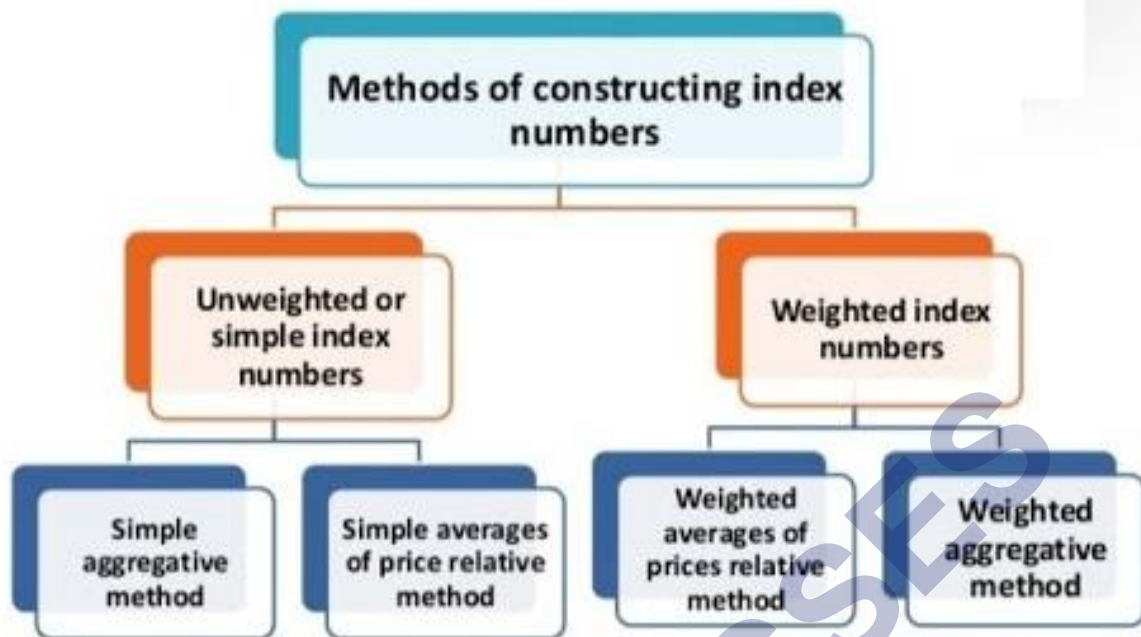 Methods of constructing index
numbers
Unweighted or
simple index
numbers
Weighted index
numbers
Simple
aggregative
method
Simple averages
of price relative
method
Weighted
averages of
prices relative
method
Weighted
aggregative
method
SSES